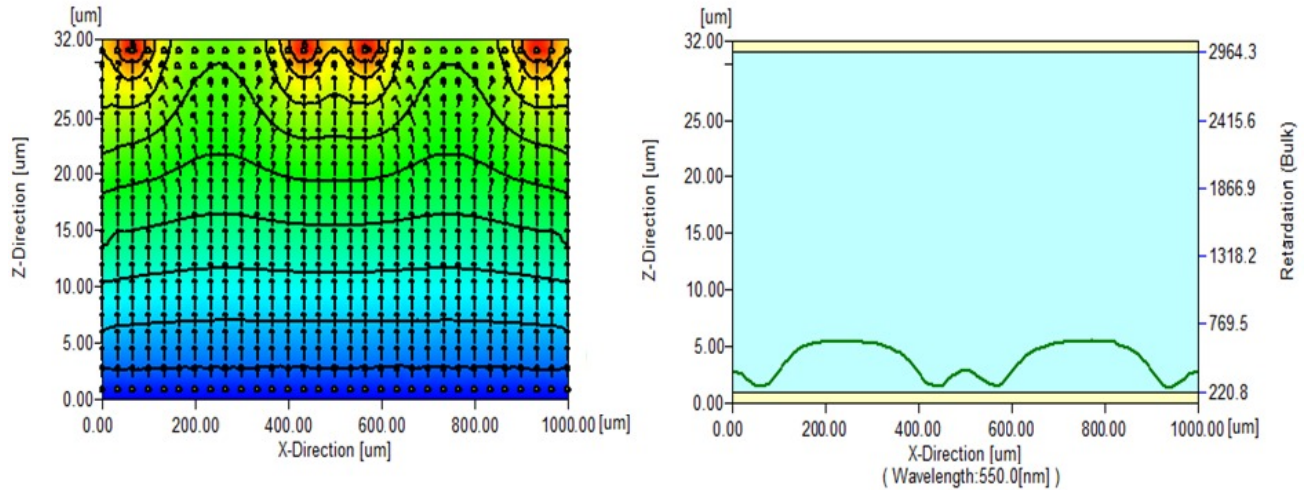 [um]
32.00
25.00
20.00
15.00
10.00
5.00
0.00
Z-Direction [um]
0.00 200.00 400.00 600.00 800.00 1000.00 [um]
X-Direction [um]
[um]
32.00
25.00
20.00
15.00
10.00
5.00
0.00
Z-Direction [um]
2964.3
2415.6
1866.9
1318.2
769.5
220.8
Retardation (Bulk)
0.00 200.00 400.00 600.00 800.00 1000.00 [um]
X-Direction [um]
( Wavelength:550.0[nm] )